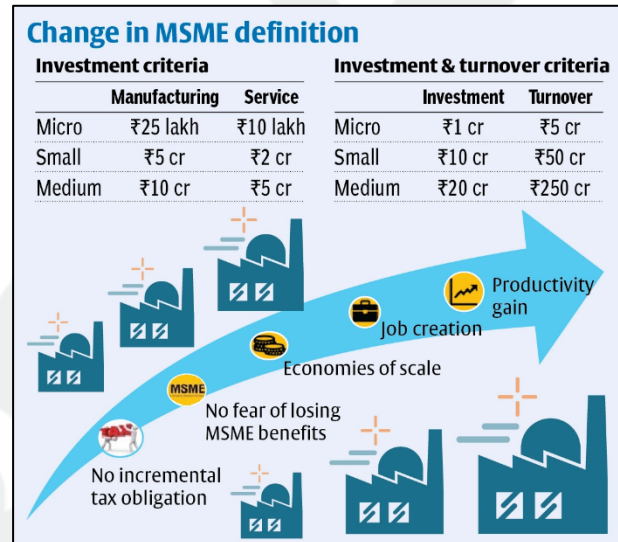 Change in MSME definition
Investment criteria
Manufacturing Service
Micro ₹25 lakh ₹10 lakh
Small ₹5 cr ₹2 cr
Medium ₹10 cr ₹5 cr
Investment & turnover criteria
Investment Turnover
Micro ₹1 cr ₹5 cr
Small ₹10 cr ₹50 cr
Medium ₹20 cr ₹250 cr
Productivity
gain
Job creation
Economies of scale
MSME
No fear of losing
MSME benefits
No incremental
tax obligation